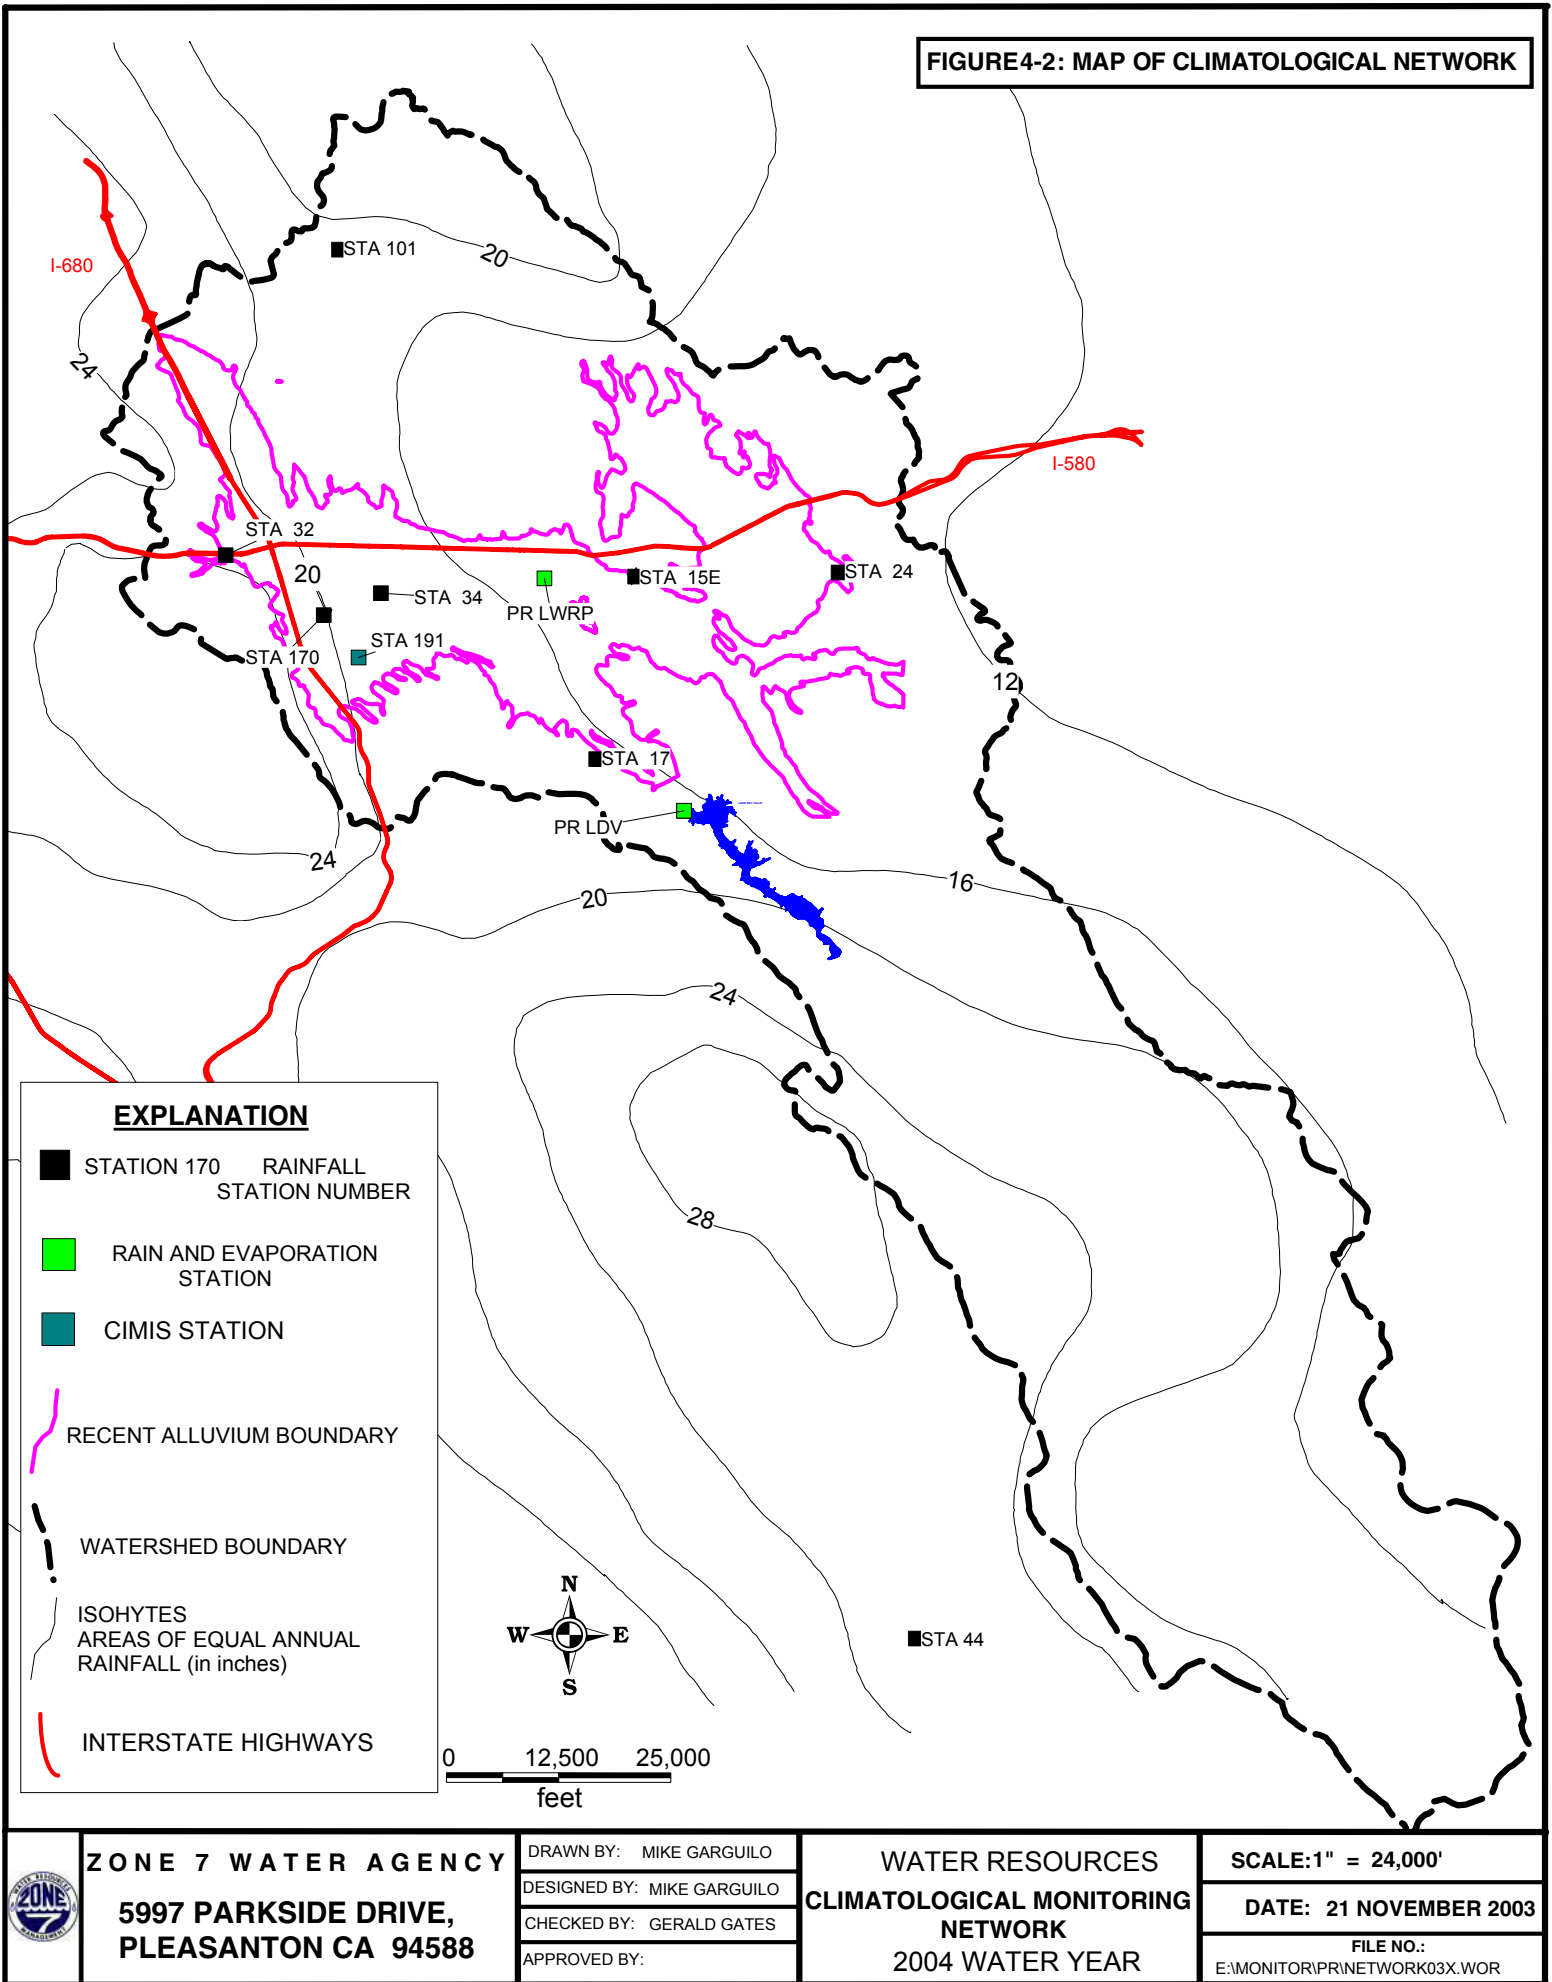 FIGURE4-2: MAP OF CLIMATOLOGICAL NETWORK
STA 101
20
I-680
24
I-580
STA 32
20
STA 34
PR LWRP
STA 15E
STA 24
STA 191
STA 170
12
STA 17
PR LDV
24
16
20
24
28
EXPLANATION
STATION 170 RAINFALL
STATION NUMBER
RAIN AND EVAPORATION
STATION
CIMIS STATION
RECENT ALLUVIUM BOUNDARY
WATERSHED BOUNDARY
ISOHYTES
AREAS OF EQUAL ANNUAL
RAINFALL (in inches)
INTERSTATE HIGHWAYS
N
W E
S
STA 44
0 12,500 25,000
feet
WATER RESOURCES
ZONE
7
MANAGEMENT
ZONE 7 WATER AGENCY
5997 PARKSIDE DRIVE,
PLEASANTON CA 94588
DRAWN BY: MIKE GARGUILO
DESIGNED BY: MIKE GARGUILO
CHECKED BY: GERALD GATES
APPROVED BY:
WATER RESOURCES
CLIMATOLOGICAL MONITORING
NETWORK
2004 WATER YEAR
SCALE:1" = 24,000'
DATE: 21 NOVEMBER 2003
FILE NO.:
E:\MONITOR\PR\NETWORK03X.WOR